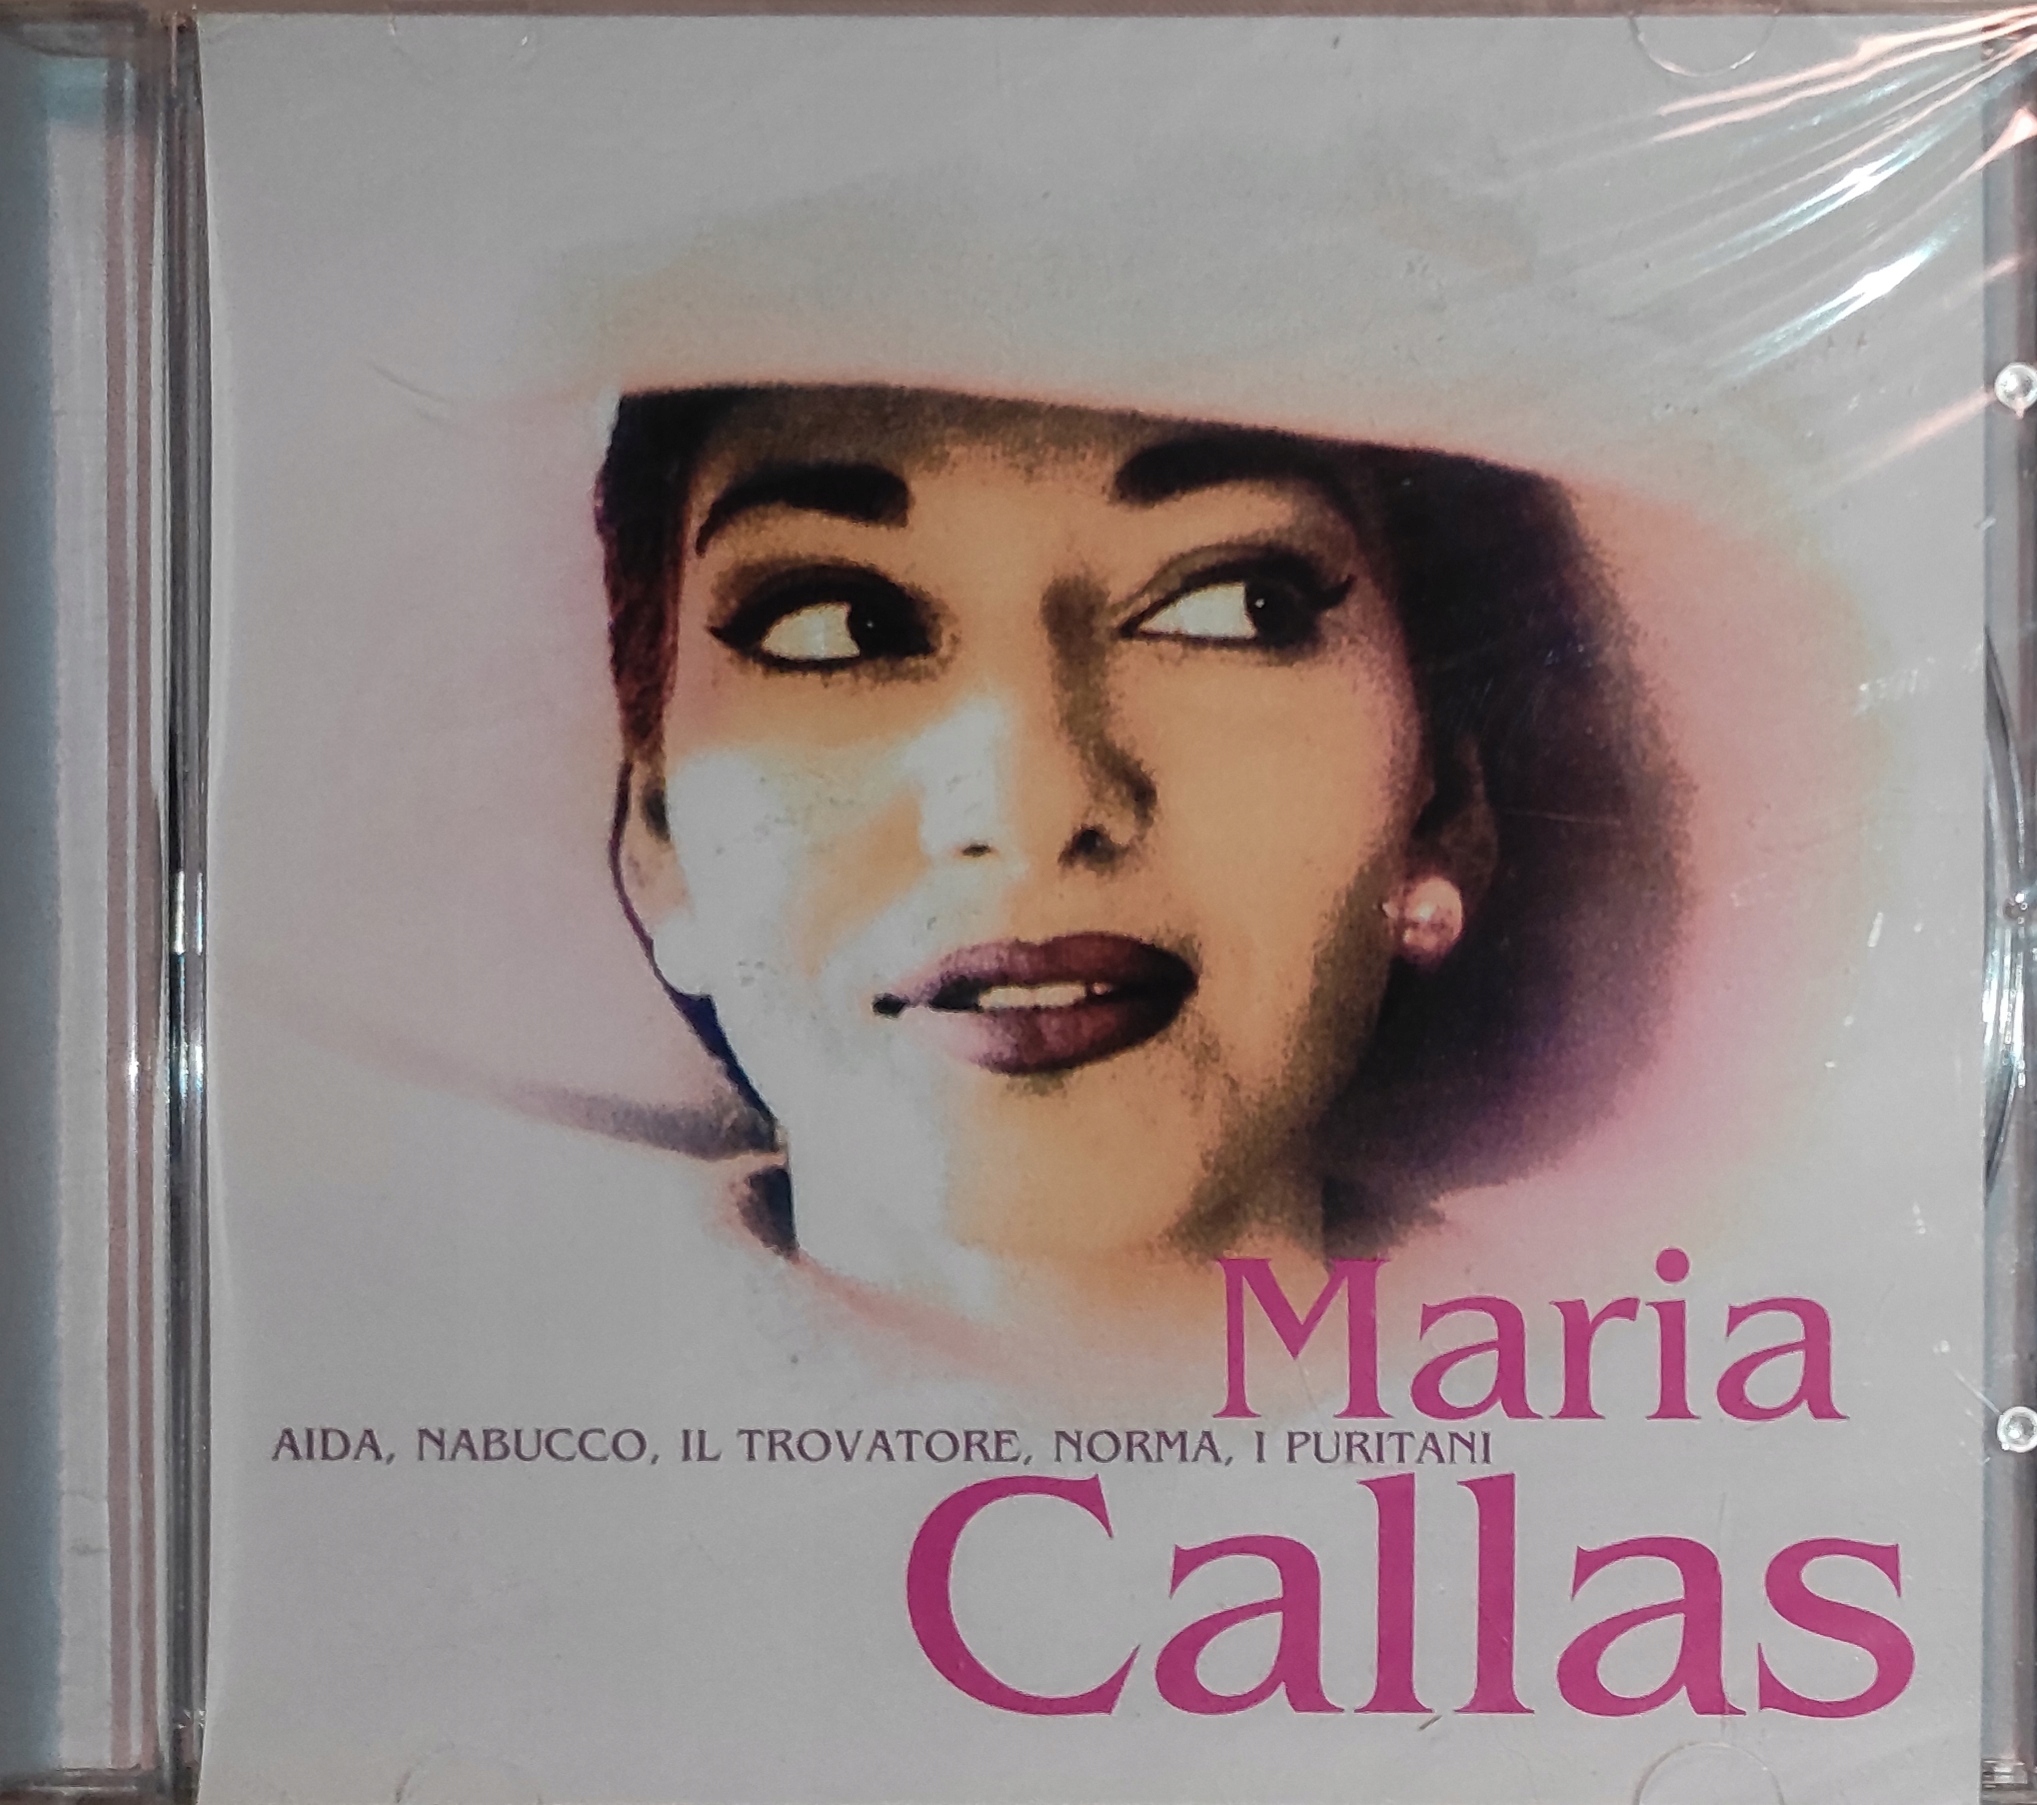 Maria
AIDA, NABUCCO, IL TROVATORE, NORMA, I PURITANI
Callas